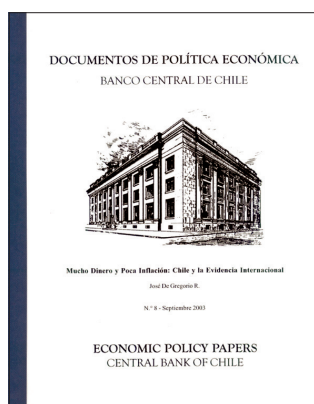 DOCUMENTOS DE POLÍTICA ECONÓMICA
BANCO CENTRAL DE CHILE
Mucho Dinero y Poca Inflación: Chile y la Evidencia Internacional
José De Gregorio R.
N.° 8 - Septiembre 2003
ECONOMIC POLICY PAPERS
CENTRAL BANK OF CHILE